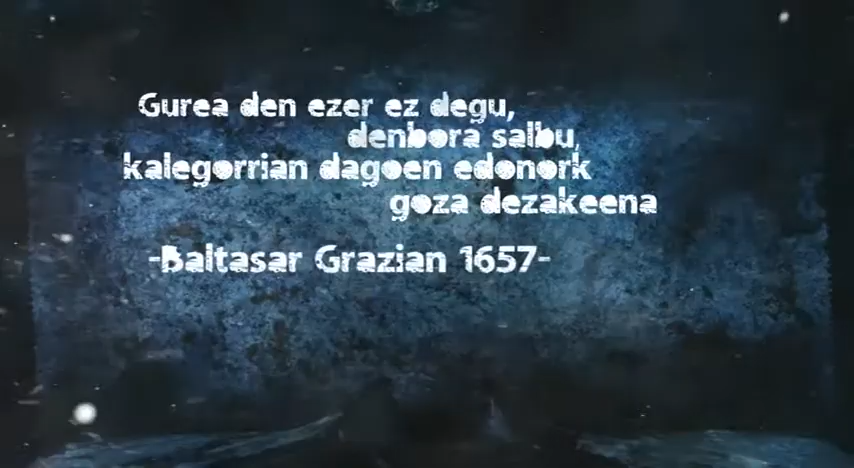 Gurea den ezer ez degu,
denbora salbu,
kalegorrian dagoen edonork
goza dezakeena
-Baltasar Grazian 1657-